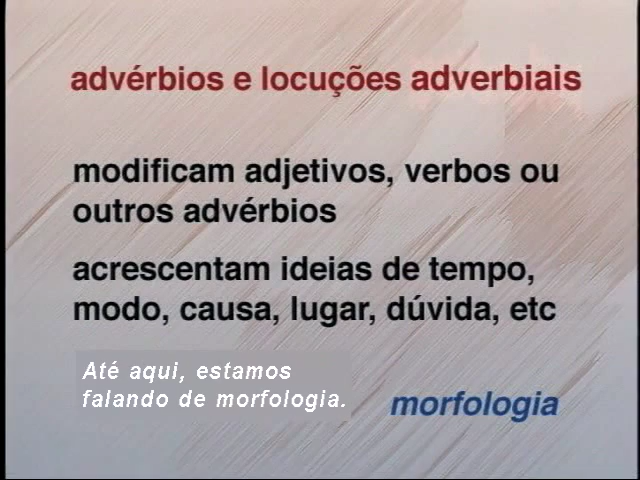 advérbios e locuções adverbiais
modificam adjetivos, verbos ou
outros advérbios
acrescentam ideias de tempo,
modo, causa, lugar, dúvida, etc
Até aqui, estamos
falando de morfologia.
morfologia